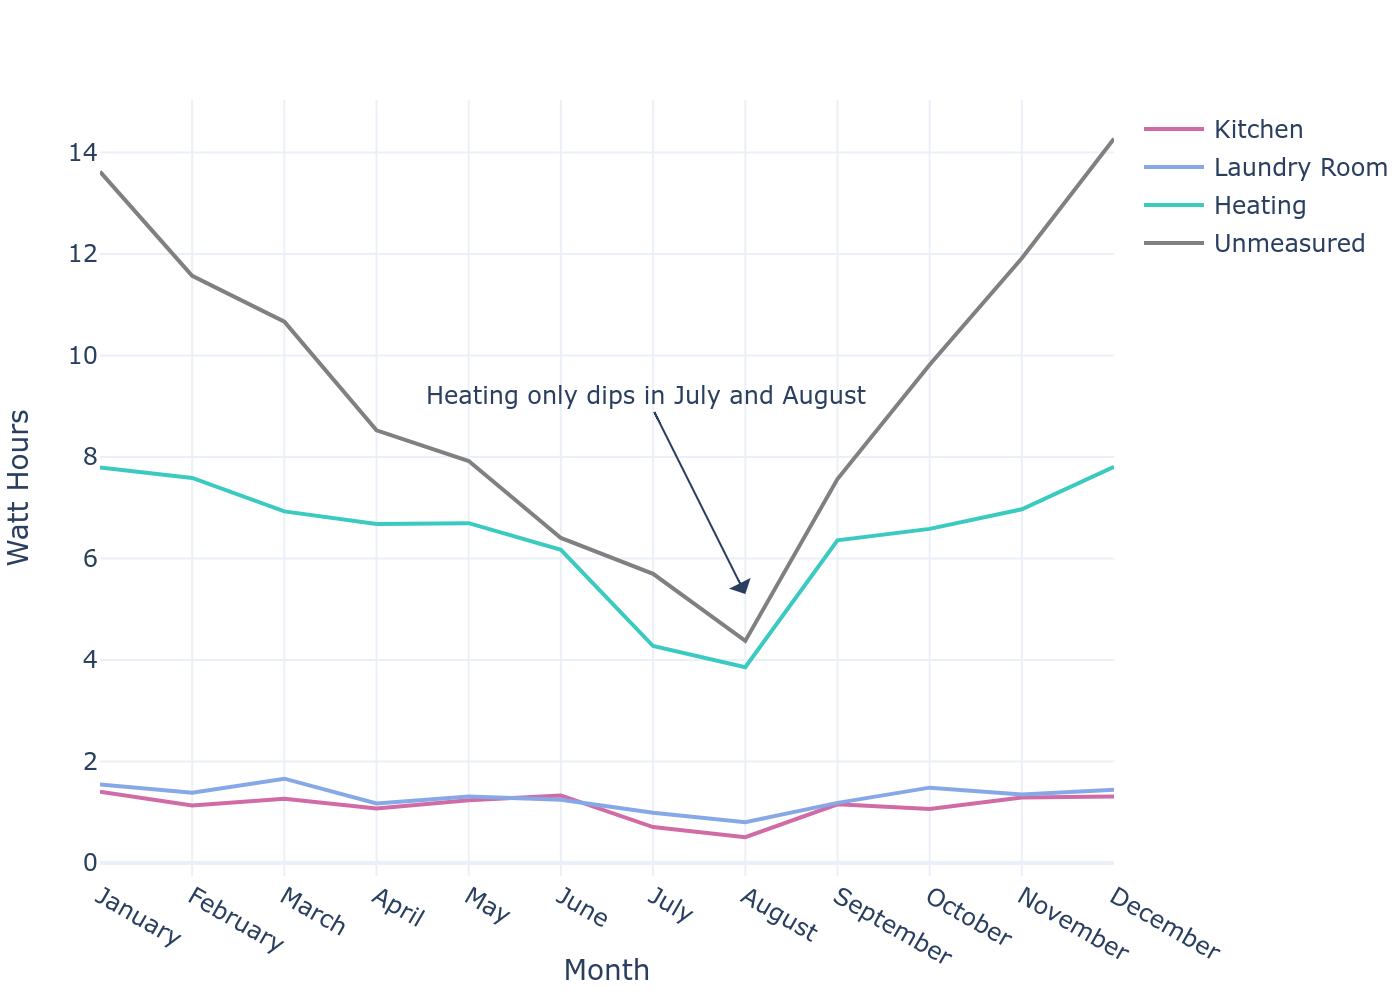 Kitchen
Laundry Room
Heating
Unmeasured
14
12
10
8
6
4
2
0
Watt Hours
Heating only dips in July and August
January
February
March
April
May
June
July
August
September
October
November
December
Month